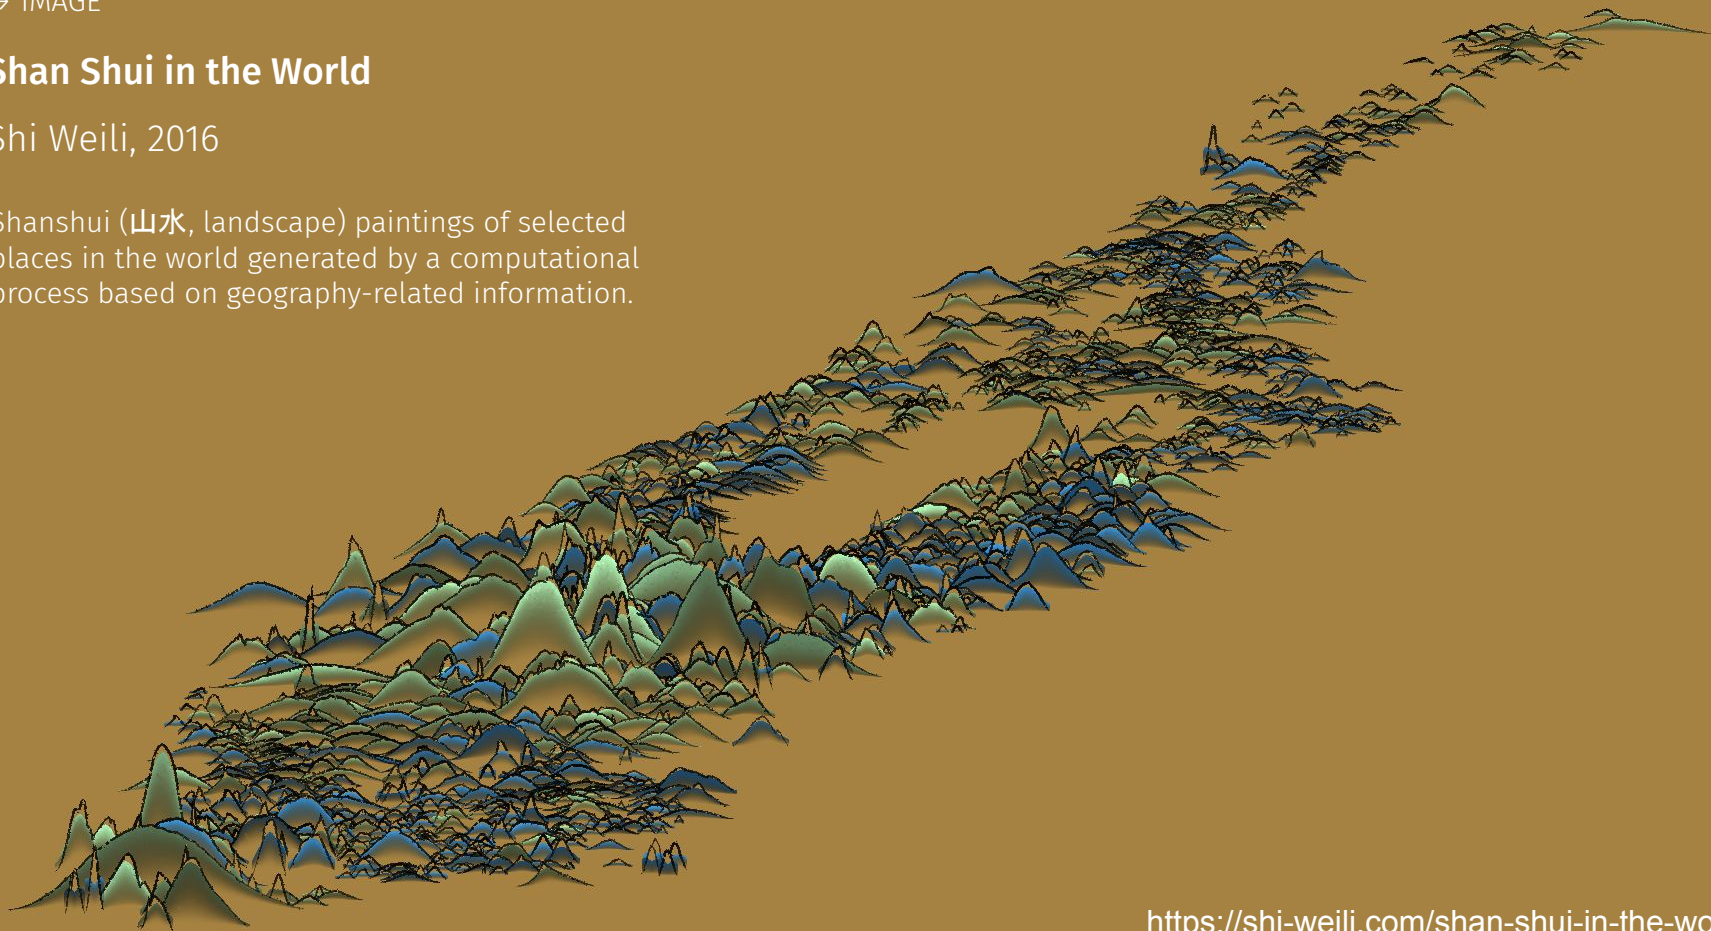 → IMAGE
Shan Shui in the World
Shi Weili, 2016
Shanshui (山水, landscape) paintings of selected
places in the world generated by a computational
process based on geography-related information.
https://shi-weili.com/shan-shui-in-the-wo